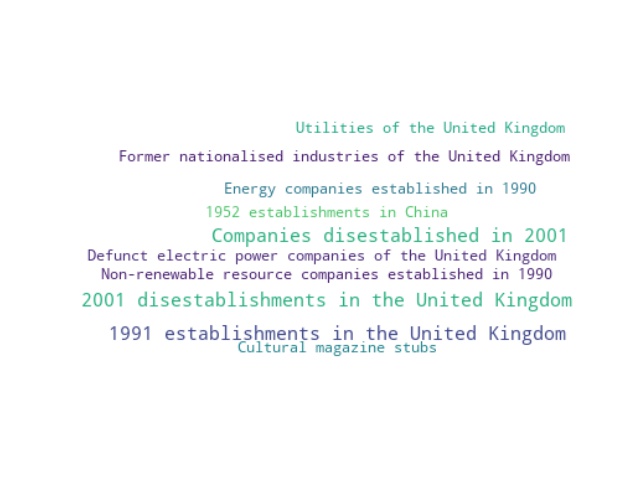 Utilities of the United Kingdom
Former nationalised industries of the United Kingdom
Energy companies established in 1990
1952 establishments in China
Companies disestablished in 2001
Defunct electric power companies of the United Kingdom
Non-renewable resource companies established in 1990
2001 disestablishments in the United Kingdom
1991 establishments in the United Kingdom
Cultural magazine stubs